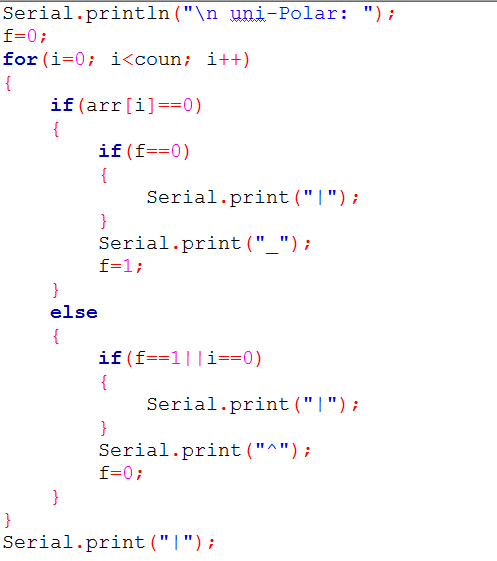 Serial.println("\n uni-Polar: ");
f=0;
for(i=0; i<coun; i++)
{
    if(arr[i]==0)
    {
        if(f==0)
        {
            Serial.print("|");
        }
        Serial.print("_");
        f=1;
    }
    else
    {
        if(f==1||i==0)
        {
            Serial.print("|");
        }
        Serial.print("^");
        f=0;
    }
}
Serial.print("|");